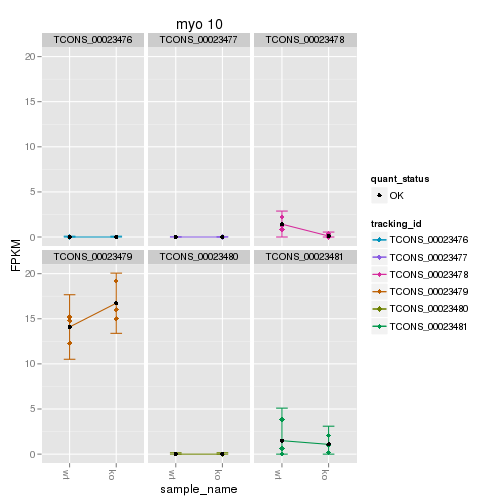 myo 10
TCONS_00023476 TCONS_00023477 TCONS_00023478
20
15
10
5
0
FPKM
TCONS_00023479 TCONS_00023480 TCONS_00023481
20
15
10
5
0
wt ko wt ko wt ko
sample_name
quant_status
OK
tracking_id
TCONS_00023476
TCONS_00023477
TCONS_00023478
TCONS_00023479
TCONS_00023480
TCONS_00023481